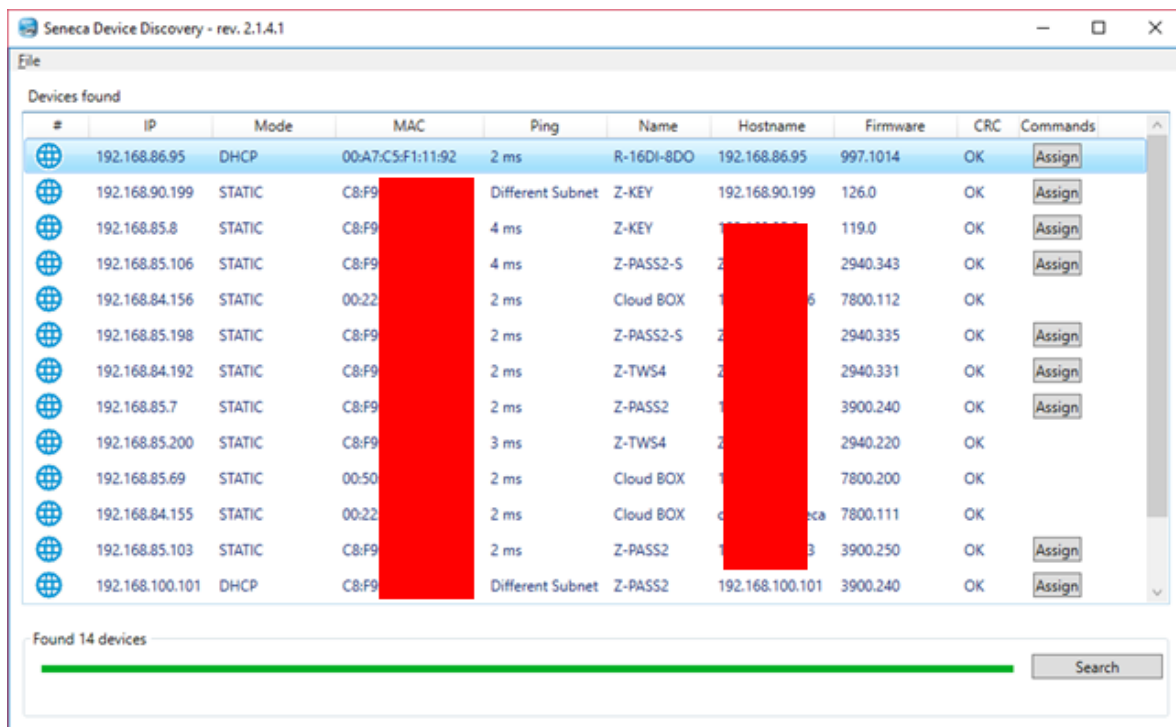 Seneca Device Discovery - rev. 2.1.4.1
File
Devices found
# IP Mode MAC Ping Name Hostname Firmware CRC Commands
192.168.86.95 DHCP 00:A7:C5:F1:11:92 2 ms R-16DI-8DO 192.168.86.95 997.1014 OK Assign
192.168.90.199 STATIC C8:F9 Different Subnet Z-KEY 192.168.90.199 126.0 OK Assign
192.168.85.8 STATIC C8:F9 4 ms Z-KEY 119.0 OK Assign
192.168.85.106 STATIC C8:F9 4 ms Z-PASS2-S 2940.343 OK Assign
192.168.84.156 STATIC 00:22: 2 ms Cloud BOX 1 6 7800.112 OK
192.168.85.198 STATIC C8:F9 2 ms Z-PASS2-S 2940.335 OK Assign
192.168.84.192 STATIC C8:F9 2 ms Z-TWS4 2940.331 OK Assign
192.168.85.7 STATIC C8:F9 2 ms Z-PASS2 1 3900.240 OK Assign
192.168.85.200 STATIC C8:F9 3 ms Z-TWS4 2940.220 OK
192.168.85.69 STATIC 00:50 2 ms Cloud BOX 1 7800.200 OK
192.168.84.155 STATIC 00:22: 2 ms Cloud BOX eca 7800.111 OK
192.168.85.103 STATIC C8:F9 2 ms Z-PASS2 1 3 3900.250 OK Assign
192.168.100.101 DHCP C8:F9 Different Subnet Z-PASS2 192.168.100.101 3900.240 OK Assign
Found 14 devices
Search